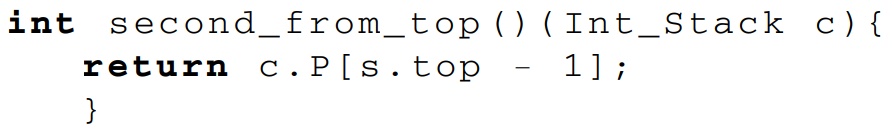 int second_from_top()(Int_Stack c){
return c.P[s.top - 1];
}